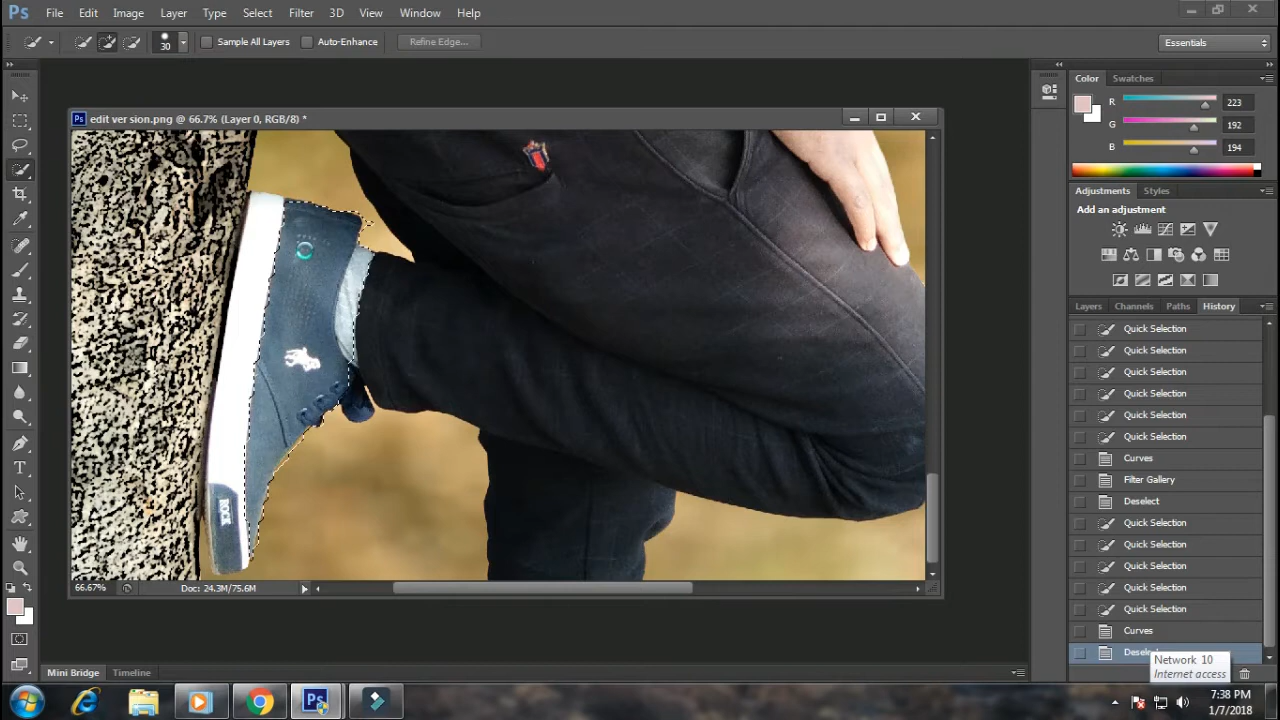 Ps File Edit Image Layer Type Select Filter 3D View Window Help
30 Sample All Layers Auto-Enhance Refine Edge... Essentials
Ps edit ver sion.png @ 66.7% (Layer 0, RGB/8) *
Color Swatches
R 223
G 192
B 194
Adjustments Styles
Add an adjustment
Layers Channels Paths History
Quick Selection
Quick Selection
Quick Selection
Quick Selection
Quick Selection
Quick Selection
Curves
Filter Gallery
Deselect
Quick Selection
Quick Selection
Quick Selection
Quick Selection
Quick Selection
Curves
Deselect
Network 10
Internet access
ROCK
66.67% Doc: 24.3M/75.6M
Mini Bridge Timeline
Ps
7:38 PM
1/7/2018